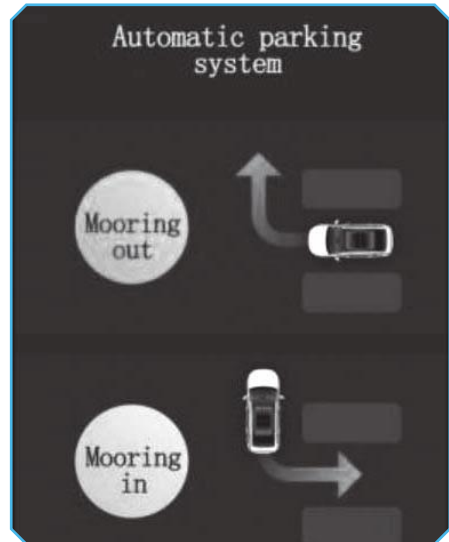 Automatic parking
system
Mooring
out
Mooring
in